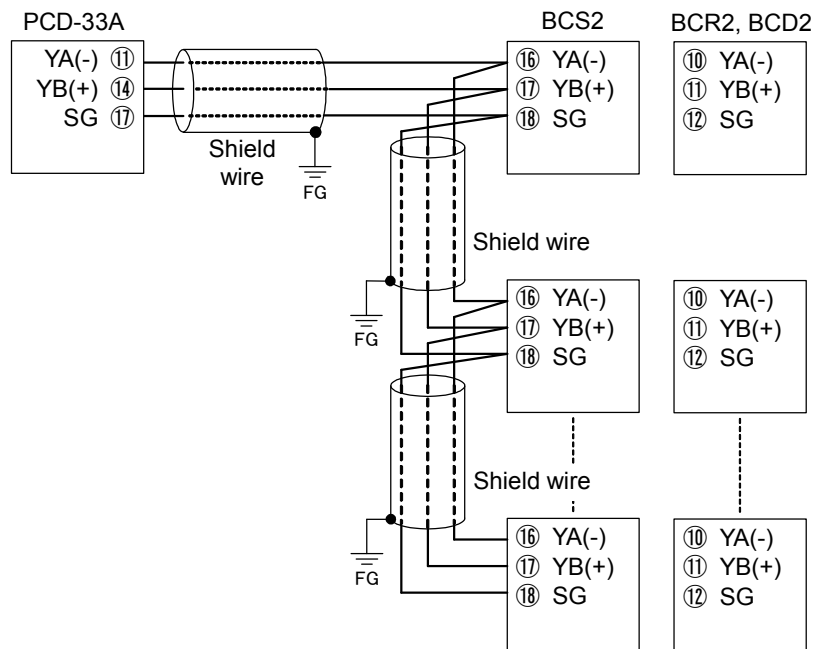 PCD-33A
YA(-) ⑪
YB(+) ⑭
SG ⑰
Shield
wire
FG
BCS2
⑯ YA(-)
⑰ YB(+)
⑱ SG
BCR2, BCD2
⑩ YA(-)
⑪ YB(+)
⑫ SG
Shield wire
FG
⑯ YA(-)
⑰ YB(+)
⑱ SG
⑩ YA(-)
⑪ YB(+)
⑫ SG
Shield wire
FG
⑯ YA(-)
⑰ YB(+)
⑱ SG
⑩ YA(-)
⑪ YB(+)
⑫ SG